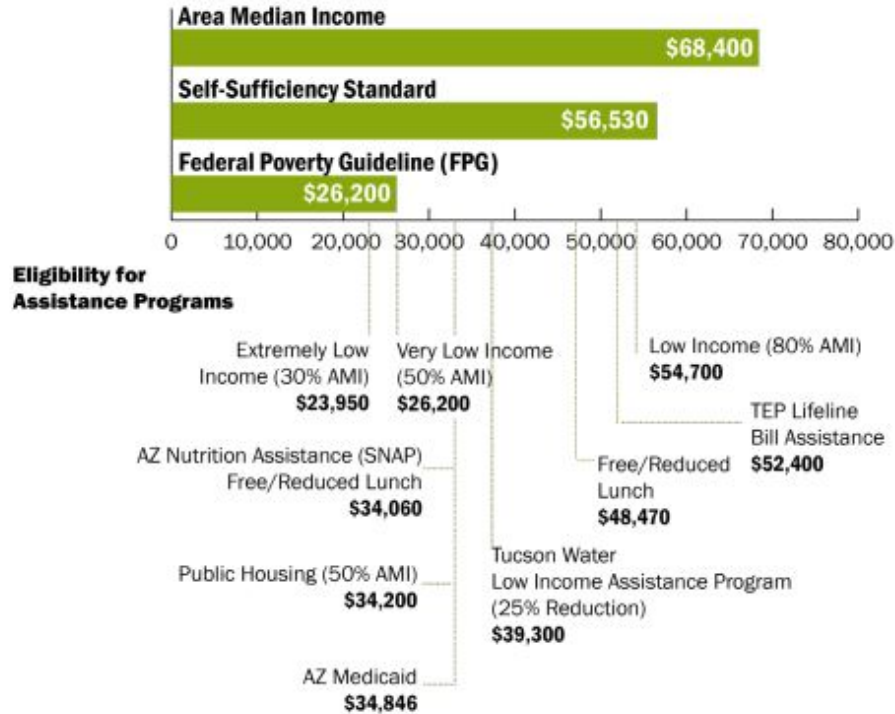 Area Median Income
$68,400
Self-Sufficiency Standard
$56,530
Federal Poverty Guideline (FPG)
$26,200
0 10,000 20,000 30,000 40,000 50,000 60,000 70,000 80,000
Eligibility for
Assistance Programs
Extremely Low
Income (30% AMI)
$23,950
Very Low Income
(50% AMI)
$26,200
Low Income (80% AMI)
$54,700
TEP Lifeline
Bill Assistance
$52,400
AZ Nutrition Assistance (SNAP)
Free/Reduced Lunch
$34,060
Free/Reduced
Lunch
$48,470
Public Housing (50% AMI)
$34,200
Tucson Water
Low Income Assistance Program
(25% Reduction)
$39,300
AZ Medicaid
$34,846